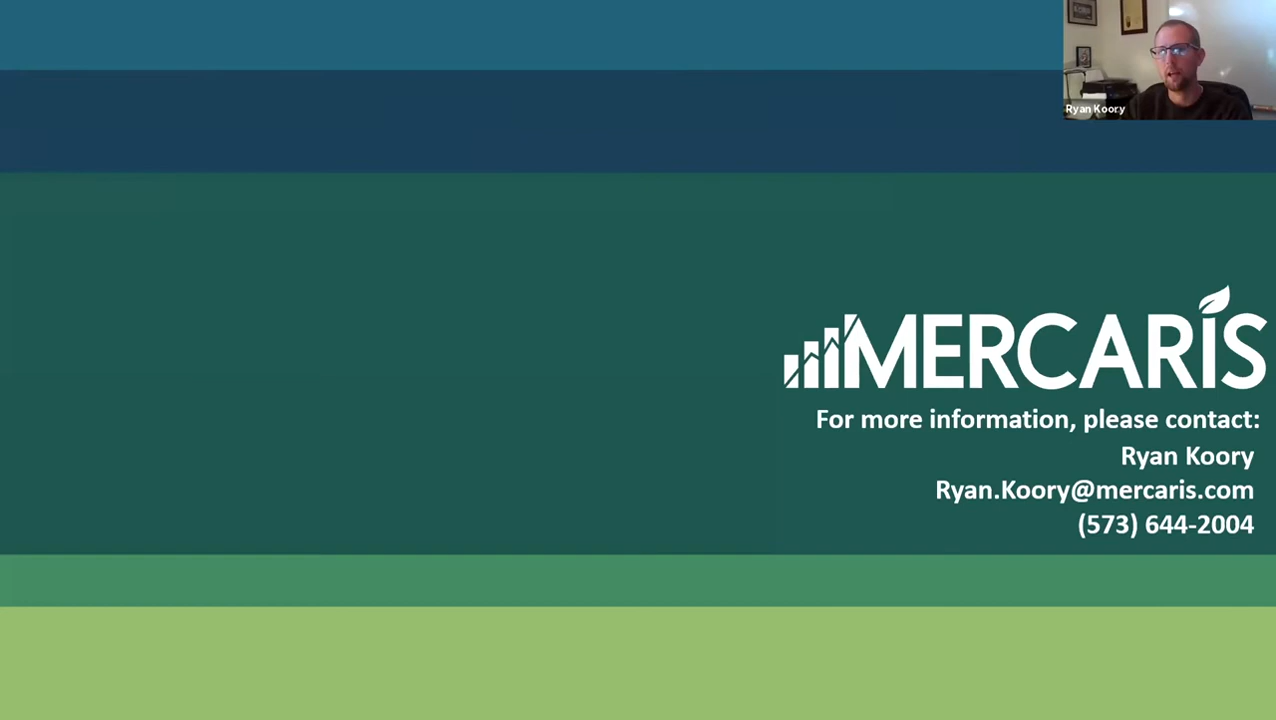 Ryan Koory
MERCARIS
For more information, please contact:
Ryan Koory
Ryan.Koory@mercaris.com
(573) 644-2004